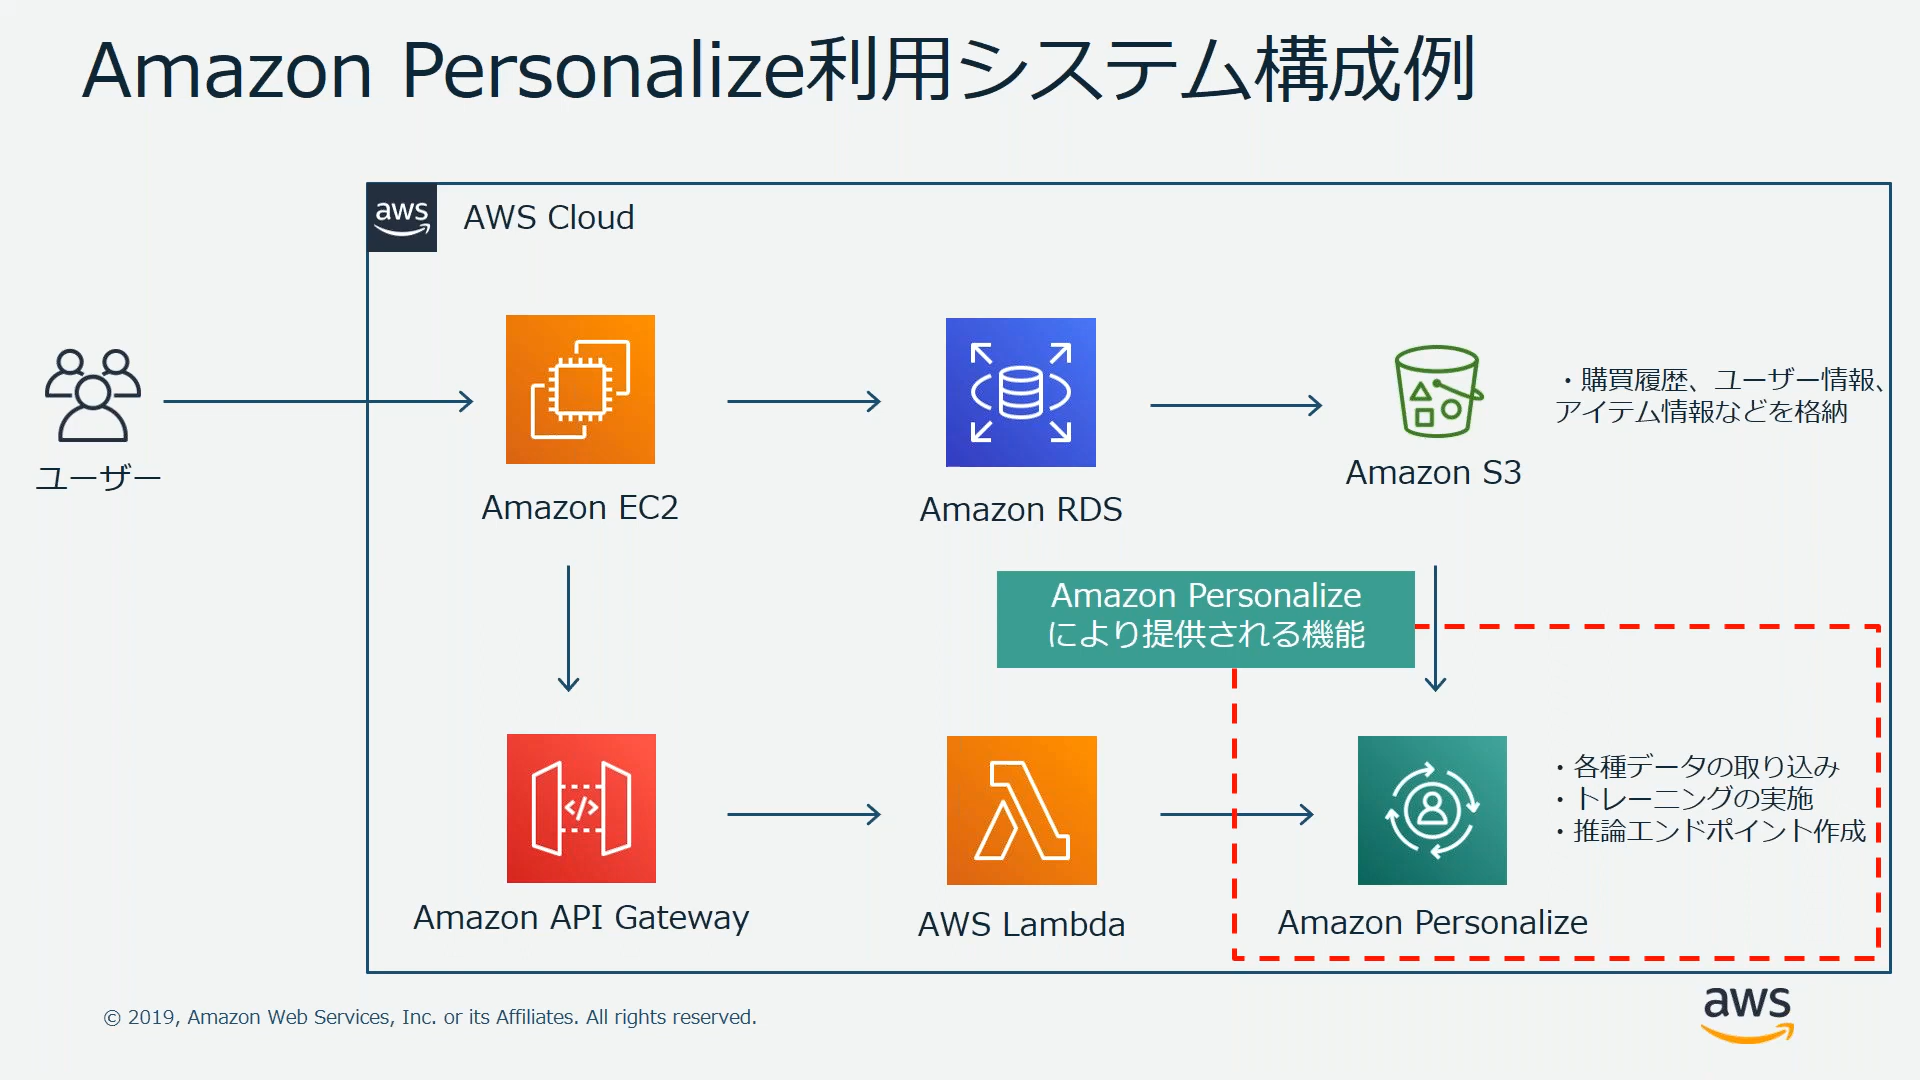 Amazon Personalize利用システム構成例
aws
AWS Cloud
ユーザー
Amazon EC2
Amazon RDS
Amazon S3
・購買履歴、ユーザー情報、
アイテム情報などを格納
Amazon Personalize
により提供される機能
</>
Amazon API Gateway
AWS Lambda
Amazon Personalize
・各種データの取り込み
・トレーニングの実施
・推論エンドポイント作成
© 2019, Amazon Web Services, Inc. or its Affiliates. All rights reserved.
aws